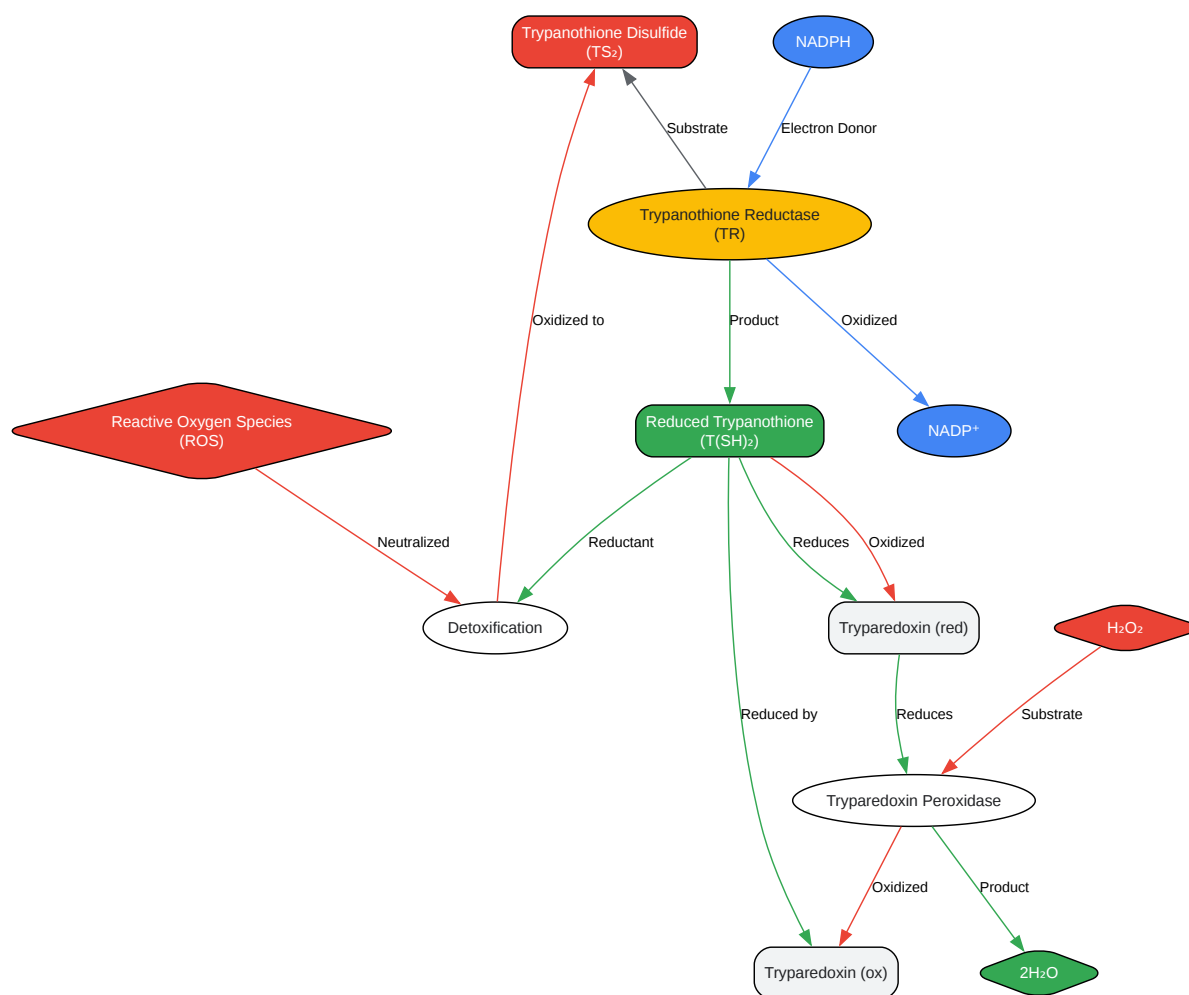 Trypanothione Disulfide
(TS₂)
NADPH
Substrate
Electron Donor
Trypanothione Reductase
(TR)
Oxidized to
Product
Oxidized
Reactive Oxygen Species
(ROS)
Reduced Trypanothione
(T(SH)₂)
NADP⁺
Neutralized
Reductant
Reduces
Oxidized
Detoxification
Tryparedoxin (red)
H₂O₂
Reduced by
Reduces
Substrate
Tryparedoxin Peroxidase
Oxidized
Product
Tryparedoxin (ox)
2H₂O